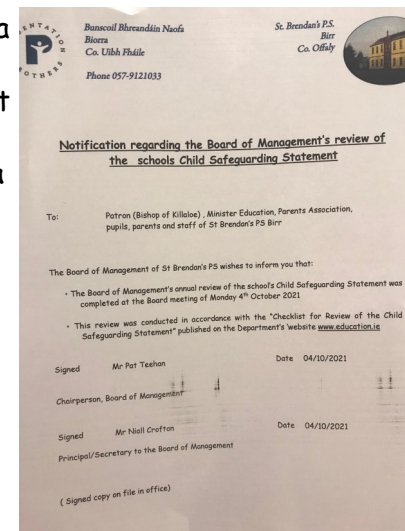 Bunscoil Bhreandáin Naofa
Biorra
Co. Uíbh Fháile
Phone 057-9121033
St. Brendan's P.S.
Birr
Co. Offaly
Notification regarding the Board of Management's review of
the schools Child Safeguarding Statement
To: Patron (Bishop of Killaloe) , Minister Education, Parents Association,
pupils, parents and staff of St Brendan's PS Birr
The Board of Management of St Brendan's PS wishes to inform you that:
• The Board of Management's annual review of the school's Child Safeguarding Statement was
completed at the Board meeting of Monday 4th October 2021
• This review was conducted in accordance with the "Checklist for Review of the Child
Safeguarding Statement" published on the Department's 'website www.education.ie
Signed Mr Pat Teehan Date 04/10/2021
Chairperson, Board of Management
Signed Mr Niall Crofton Date 04/10/2021
Principal/Secretary to the Board of Management
( Signed copy on file in office)